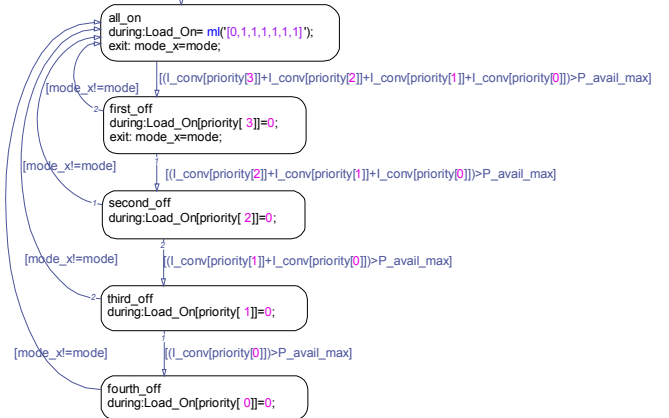 all_on
during:Load_On= ml('[0,1,1,1,1,1,1]');
exit: mode_x=mode;
[(I_conv[priority[3]]+I_conv[priority[2]]+I_conv[priority[1]]+I_conv[priority[0]])>P_avail_max]
[mode_x!=mode]
2
first_off
during:Load_On[priority[ 3]]=0;
exit: mode_x=mode;
1
[(I_conv[priority[2]]+I_conv[priority[1]]+I_conv[priority[0]])>P_avail_max]
[mode_x!=mode]
1
second_off
during:Load_On[priority[ 2]]=0;
2
[mode_x!=mode]
[(I_conv[priority[1]]+I_conv[priority[0]])>P_avail_max]
2
third_off
during:Load_On[priority[ 1]]=0;
1
[mode_x!=mode]
[(I_conv[priority[0]])>P_avail_max]
fourth_off
during:Load_On[priority[ 0]]=0;